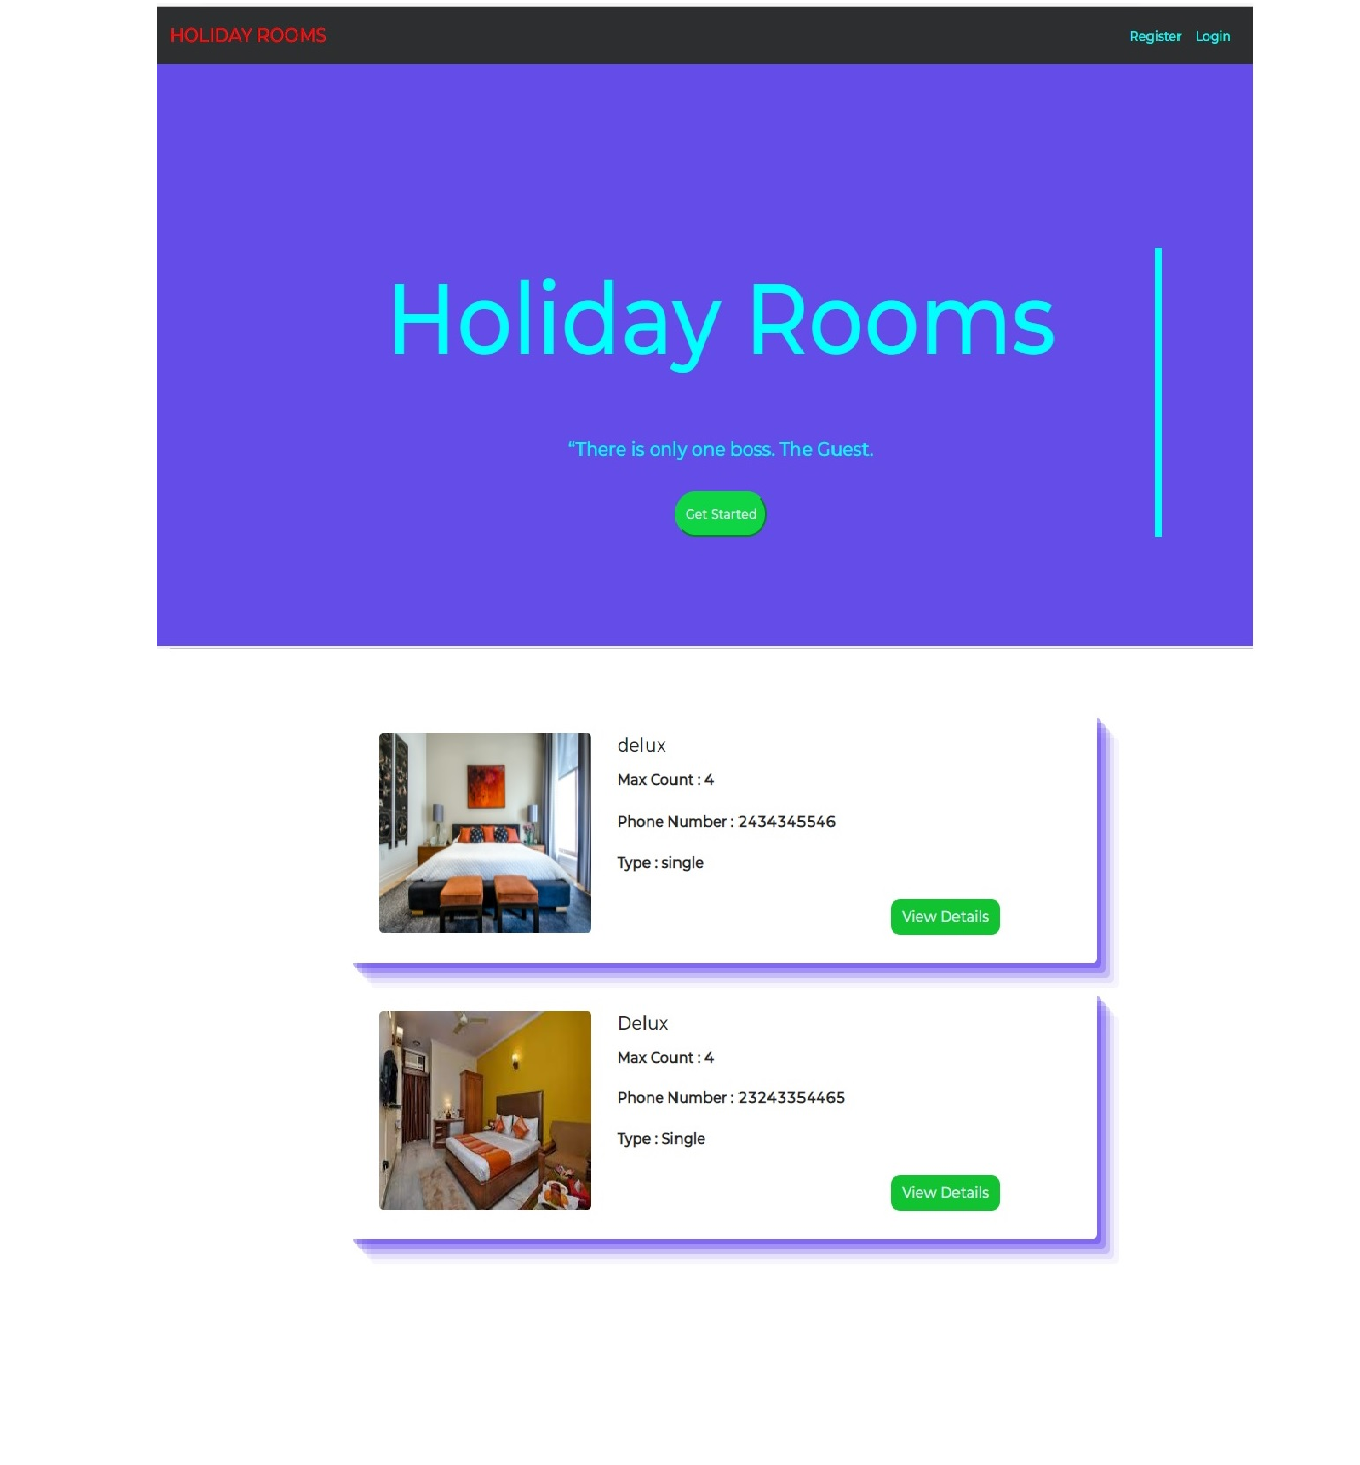 HOLIDAY ROOMS
Register Login
Holiday Rooms
“There is only one boss. The Guest.
Get Started
delux
Max Count : 4
Phone Number : 2434345546
Type : single
View Details
Delux
Max Count : 4
Phone Number : 23243354465
Type : Single
View Details